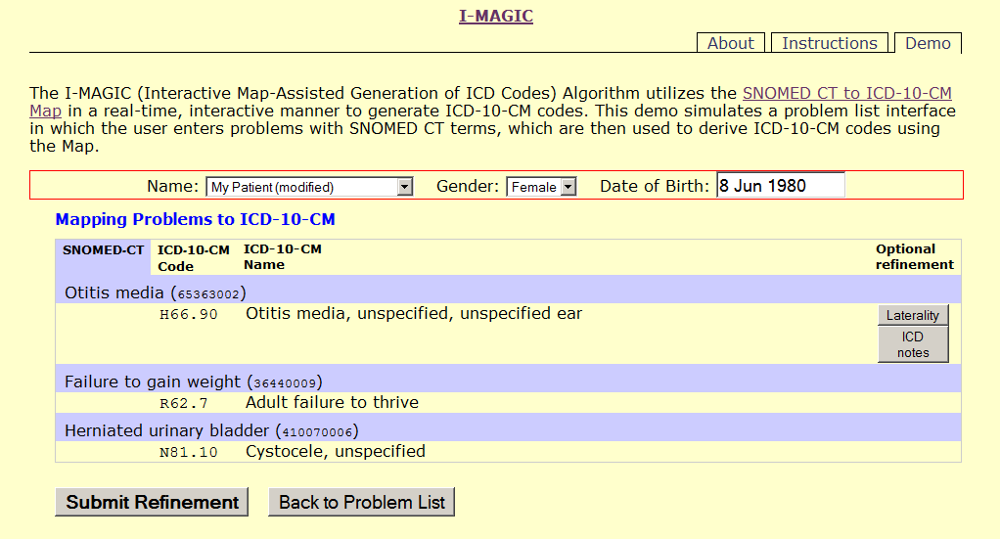 I-MAGIC
About Instructions Demo
The I-MAGIC (Interactive Map-Assisted Generation of ICD Codes) Algorithm utilizes the SNOMED CT to ICD-10-CM
Map in a real-time, interactive manner to generate ICD-10-CM codes. This demo simulates a problem list interface
in which the user enters problems with SNOMED CT terms, which are then used to derive ICD-10-CM codes using
the Map.
Name: My Patient (modified) Gender: Female Date of Birth: 8 Jun 1980
Mapping Problems to ICD-10-CM
SNOMED-CT ICD-10-CM ICD-10-CM Optional
Code Name refinement
Otitis media (65363002)
H66.90 Otitis media, unspecified, unspecified ear Laterality
ICD
notes
Failure to gain weight (36440009)
R62.7 Adult failure to thrive
Herniated urinary bladder (410070006)
N81.10 Cystocele, unspecified
Submit Refinement Back to Problem List